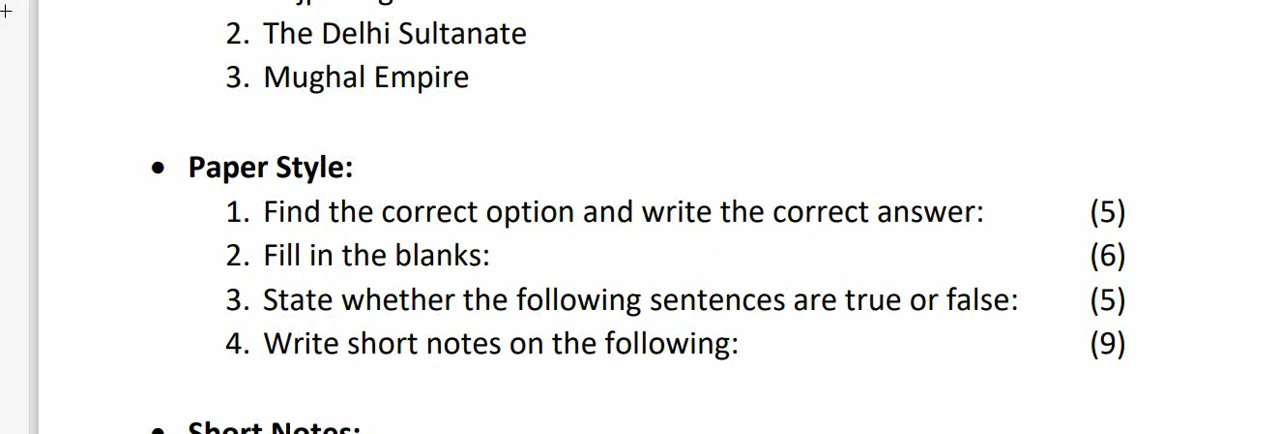 2. The Delhi Sultanate
3. Mughal Empire
• Paper Style:
1. Find the correct option and write the correct answer: (5)
2. Fill in the blanks: (6)
3. State whether the following sentences are true or false: (5)
4. Write short notes on the following: (9)
• Short Notes: